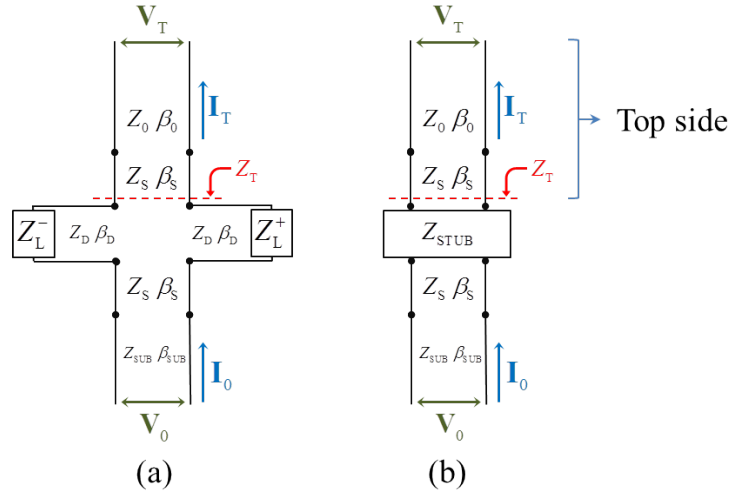 V_T V_T
I_T I_T
Z_0 β_0 Z_0 β_0 Top side
Z_S β_S Z_T Z_S β_S Z_T
Z_L^- Z_D β_D Z_D β_D Z_L^+ Z_STUB
Z_S β_S Z_S β_S
Z_SUB β_SUB I_0 Z_SUB β_SUB I_0
V_0 V_0
(a) (b)